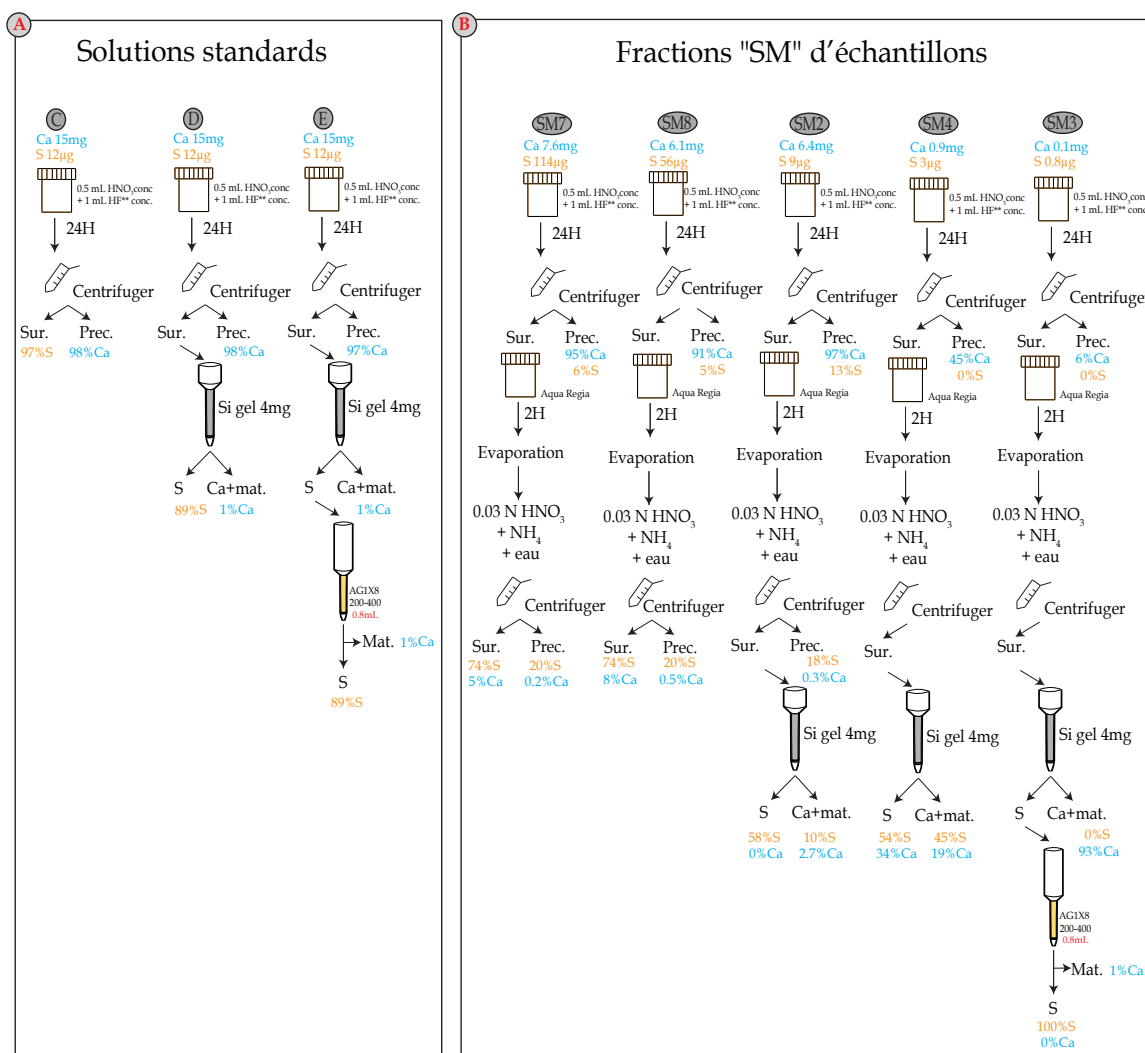 A
Solutions standards
C
Ca 15mg
S 12µg
0.5 mL HNO3conc
+ 1 mL HF** conc.
24H
Centrifuger
Sur.
Prec.
97%S
98%Ca
D
Ca 15mg
S 12µg
0.5 mL HNO3conc
+ 1 mL HF** conc.
24H
Centrifuger
Sur.
Prec.
98%Ca
Si gel 4mg
S
Ca+mat.
89%S
1%Ca
E
Ca 15mg
S 12µg
0.5 mL HNO3conc
+ 1 mL HF** conc.
24H
Centrifuger
Sur.
Prec.
97%Ca
Si gel 4mg
S
Ca+mat.
1%Ca
AG1X8
200-400
0.8mL
Mat. 1%Ca
S
89%S
B
Fractions "SM" d'échantillons
SM7
Ca 7.6mg
S 114µg
0.5 mL HNO3conc
+ 1 mL HF** conc.
24H
Centrifuger
Sur.
Prec.
95%Ca
6%S
Aqua Regia
2H
Evaporation
0.03 N HNO3
+ NH4
+ eau
Centrifuger
Sur.
Prec.
74%S
20%S
5%Ca
0.2%Ca
SM8
Ca 6.1mg
S 56µg
0.5 mL HNO3conc
+ 1 mL HF** conc.
24H
Centrifuger
Sur.
Prec.
91%Ca
5%S
Aqua Regia
2H
Evaporation
0.03 N HNO3
+ NH4
+ eau
Centrifuger
Sur.
Prec.
74%S
20%S
8%Ca
0.5%Ca
SM2
Ca 6.4mg
S 9µg
0.5 mL HNO3conc
+ 1 mL HF** conc.
24H
Centrifuger
Sur.
Prec.
97%Ca
13%S
Aqua Regia
2H
Evaporation
0.03 N HNO3
+ NH4
+ eau
Centrifuger
Sur.
Prec.
18%S
0.3%Ca
Si gel 4mg
S
Ca+mat.
58%S
10%S
0%Ca
2.7%Ca
SM4
Ca 0.9mg
S 3µg
0.5 mL HNO3conc
+ 1 mL HF** conc.
24H
Centrifuger
Sur.
Prec.
45%Ca
0%S
Aqua Regia
2H
Evaporation
0.03 N HNO3
+ NH4
+ eau
Centrifuger
Sur.
Si gel 4mg
S
Ca+mat.
54%S
45%S
34%Ca
19%Ca
SM3
Ca 0.1mg
S 0.8µg
0.5 mL HNO3conc
+ 1 mL HF** conc.
24H
Centrifuger
Sur.
Prec.
6%Ca
0%S
Aqua Regia
2H
Evaporation
0.03 N HNO3
+ NH4
+ eau
Centrifuger
Sur.
Si gel 4mg
S
Ca+mat.
0%S
93%Ca
AG1X8
200-400
0.8mL
Mat. 1%Ca
S
100%S
0%Ca